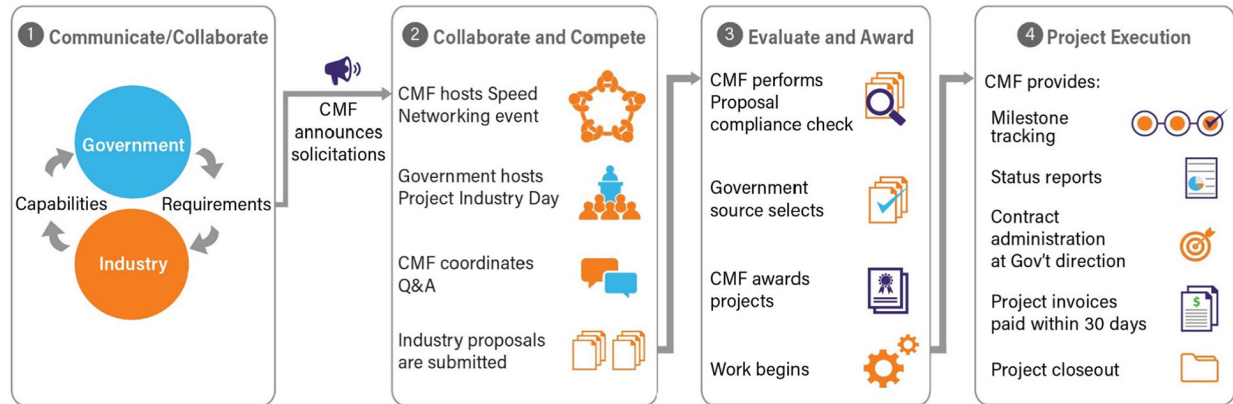 1 Communicate/Collaborate
Government
Capabilities
Requirements
Industry
CMF
announces
solicitations
2 Collaborate and Compete
CMF hosts Speed
Networking event
Government hosts
Project Industry Day
CMF coordinates
Q&A
Industry proposals
are submitted
3 Evaluate and Award
CMF performs
Proposal
compliance check
Government
source selects
CMF awards
projects
Work begins
4 Project Execution
CMF provides:
Milestone
tracking
Status reports
Contract
administration
at Gov't direction
Project invoices
paid within 30 days
$
Project closeout